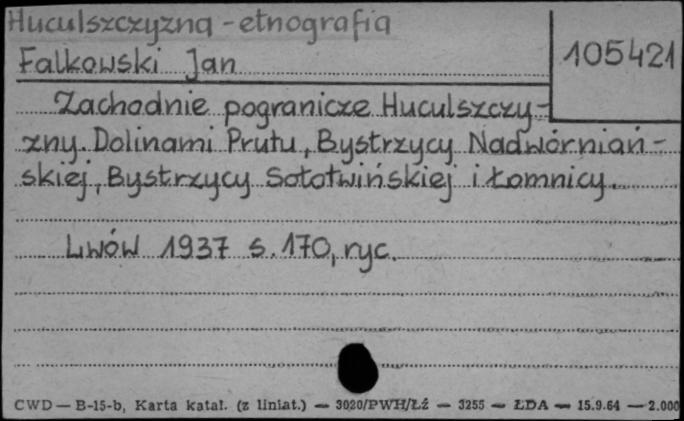 Huculszczyzna - etnografia
Falkowski Jan
105421
Zachodnie pogranicze Huculszczy-
zny. Dolinami Prutu, Bystrzycy Nadwórniań-
skiej, Bystrzycy Sołotwińskiej i Łomnicy.
Lwów 1937 s. 170, ryc.
CWD — B-15-b, Karta katal. (z liniat.) — 3020/PWH/Łź — 3255 — ŁDA — 15.9.64 — 2.000